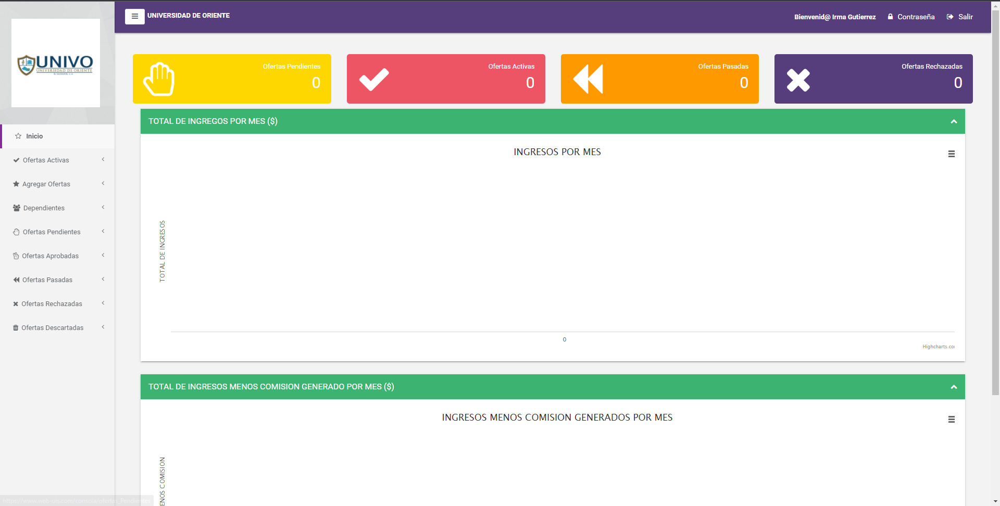 UNIVERSIDAD DE ORIENTE
Bienvenid@ Irma Gutierrez
Contraseña
Salir
UNIVO
UNIVERSIDAD DE ORIENTE
EL SALVADOR, C.A.
Inicio
Ofertas Activas
Agregar Ofertas
Dependientes
Ofertas Pendientes
Ofertas Aprobadas
Ofertas Pasadas
Ofertas Rechazadas
Ofertas Descartadas
Ofertas Pendientes
0
Ofertas Activas
0
Ofertas Pasadas
0
Ofertas Rechazadas
0
TOTAL DE INGREGOS POR MES ($)
INGRESOS POR MES
TOTAL DE INGRESOS
0
Highcharts.co
TOTAL DE INGRESOS MENOS COMISION GENERADO POR MES ($)
INGRESOS MENOS COMISION GENERADOS POR MES
ENOS COMISION
https://www.web-uis.com/consola/ofertas_Pendientes